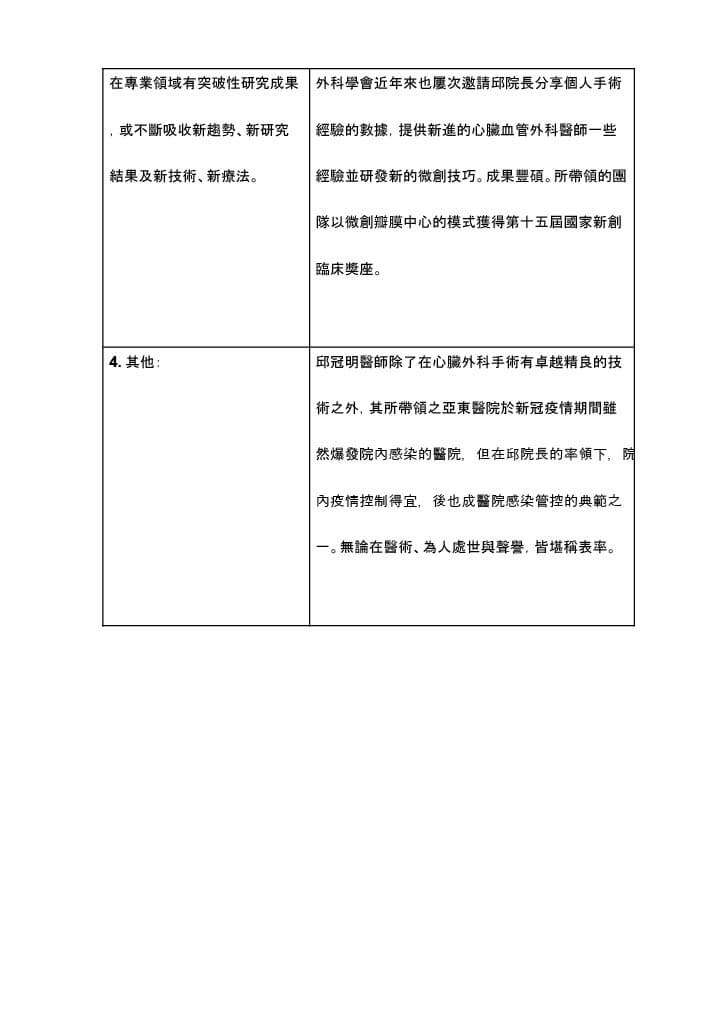 在專業領域有突破性研究成果
，或不斷吸收新趨勢、新研究
結果及新技術、新療法。
外科學會近年來也屢次邀請邱院長分享個人手術
經驗的數據，提供新進的心臟血管外科醫師一些
經驗並研發新的微創技巧。成果豐碩。所帶領的團
隊以微創瓣膜中心的模式獲得第十五屆國家新創
臨床獎座。
4. 其他：
邱冠明醫師除了在心臟外科手術有卓越精良的技
術之外，其所帶領之亞東醫院於新冠疫情期間雖
然爆發院內感染的醫院，但在邱院長的率領下，院
內疫情控制得宜，後也成醫院感染管控的典範之
一。無論在醫術、為人處世與聲譽，皆堪稱表率。